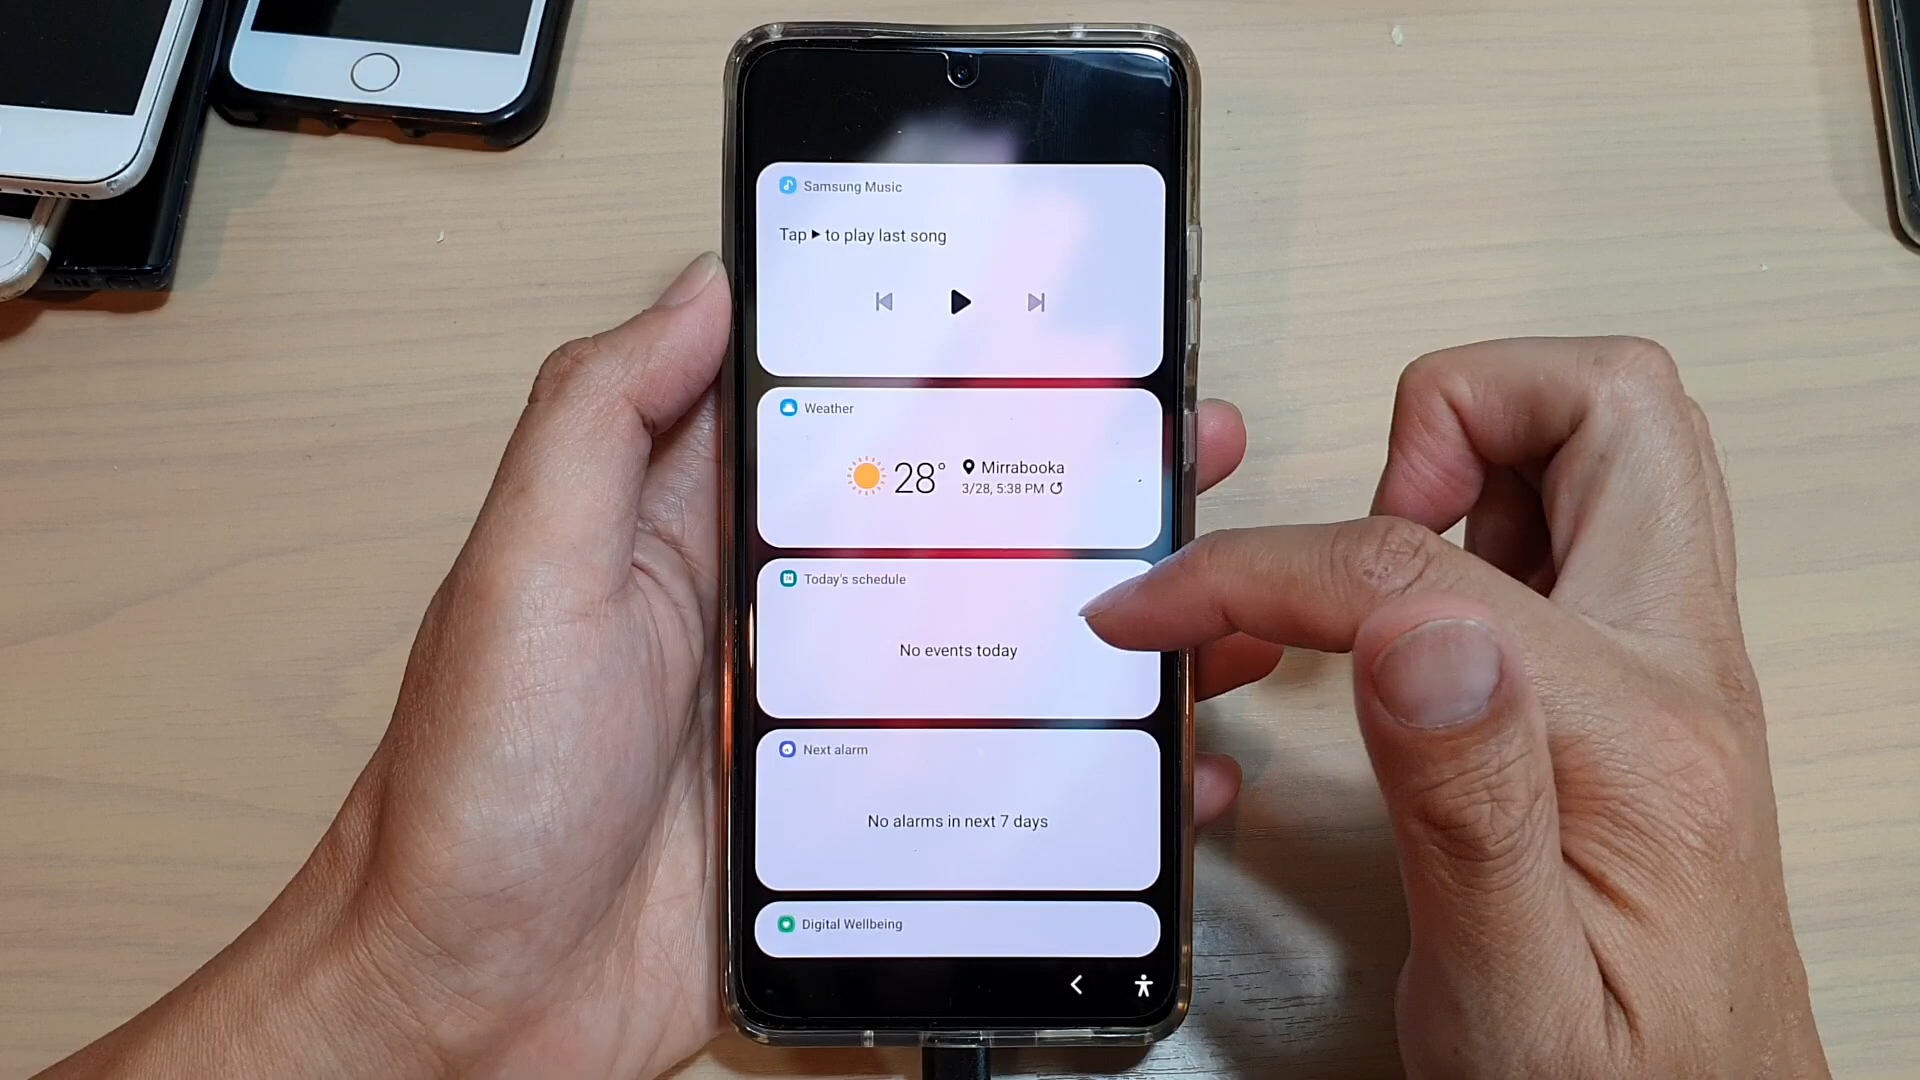 Samsung Music
Tap ▶ to play last song
Weather
28°
Mirrabooka
3/28, 5:38 PM
Today's schedule
No events today
Next alarm
No alarms in next 7 days
Digital Wellbeing